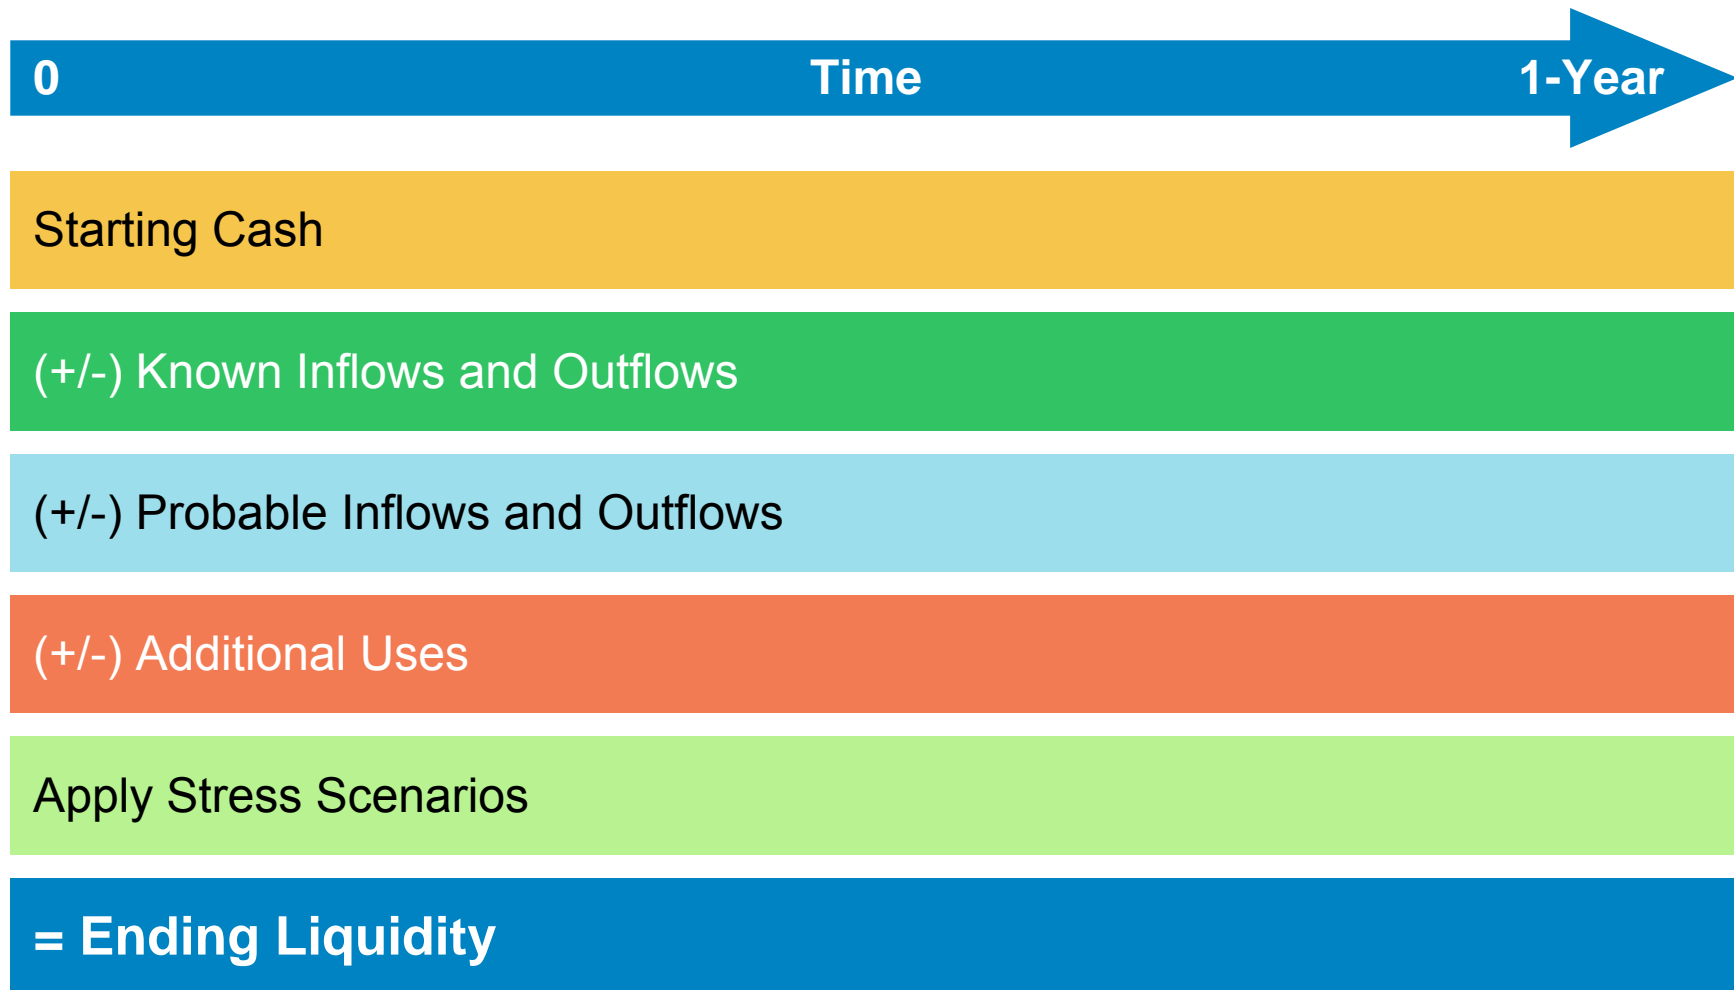 0 Time 1-Year
Starting Cash
(+/-) Known Inflows and Outflows
(+/-) Probable Inflows and Outflows
(+/-) Additional Uses
Apply Stress Scenarios
= Ending Liquidity